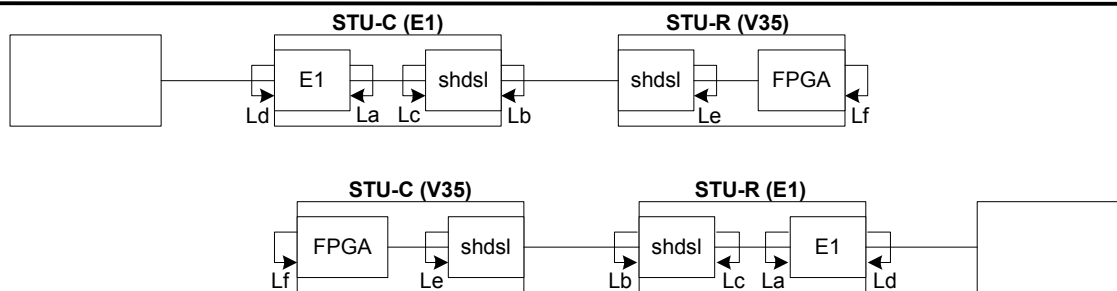 STU-C (E1) STU-R (V35)
E1 shdsl shdsl FPGA
Ld La Lc Lb Le Lf
STU-C (V35) STU-R (E1)
FPGA shdsl shdsl E1
Lf Le Lb Lc La Ld